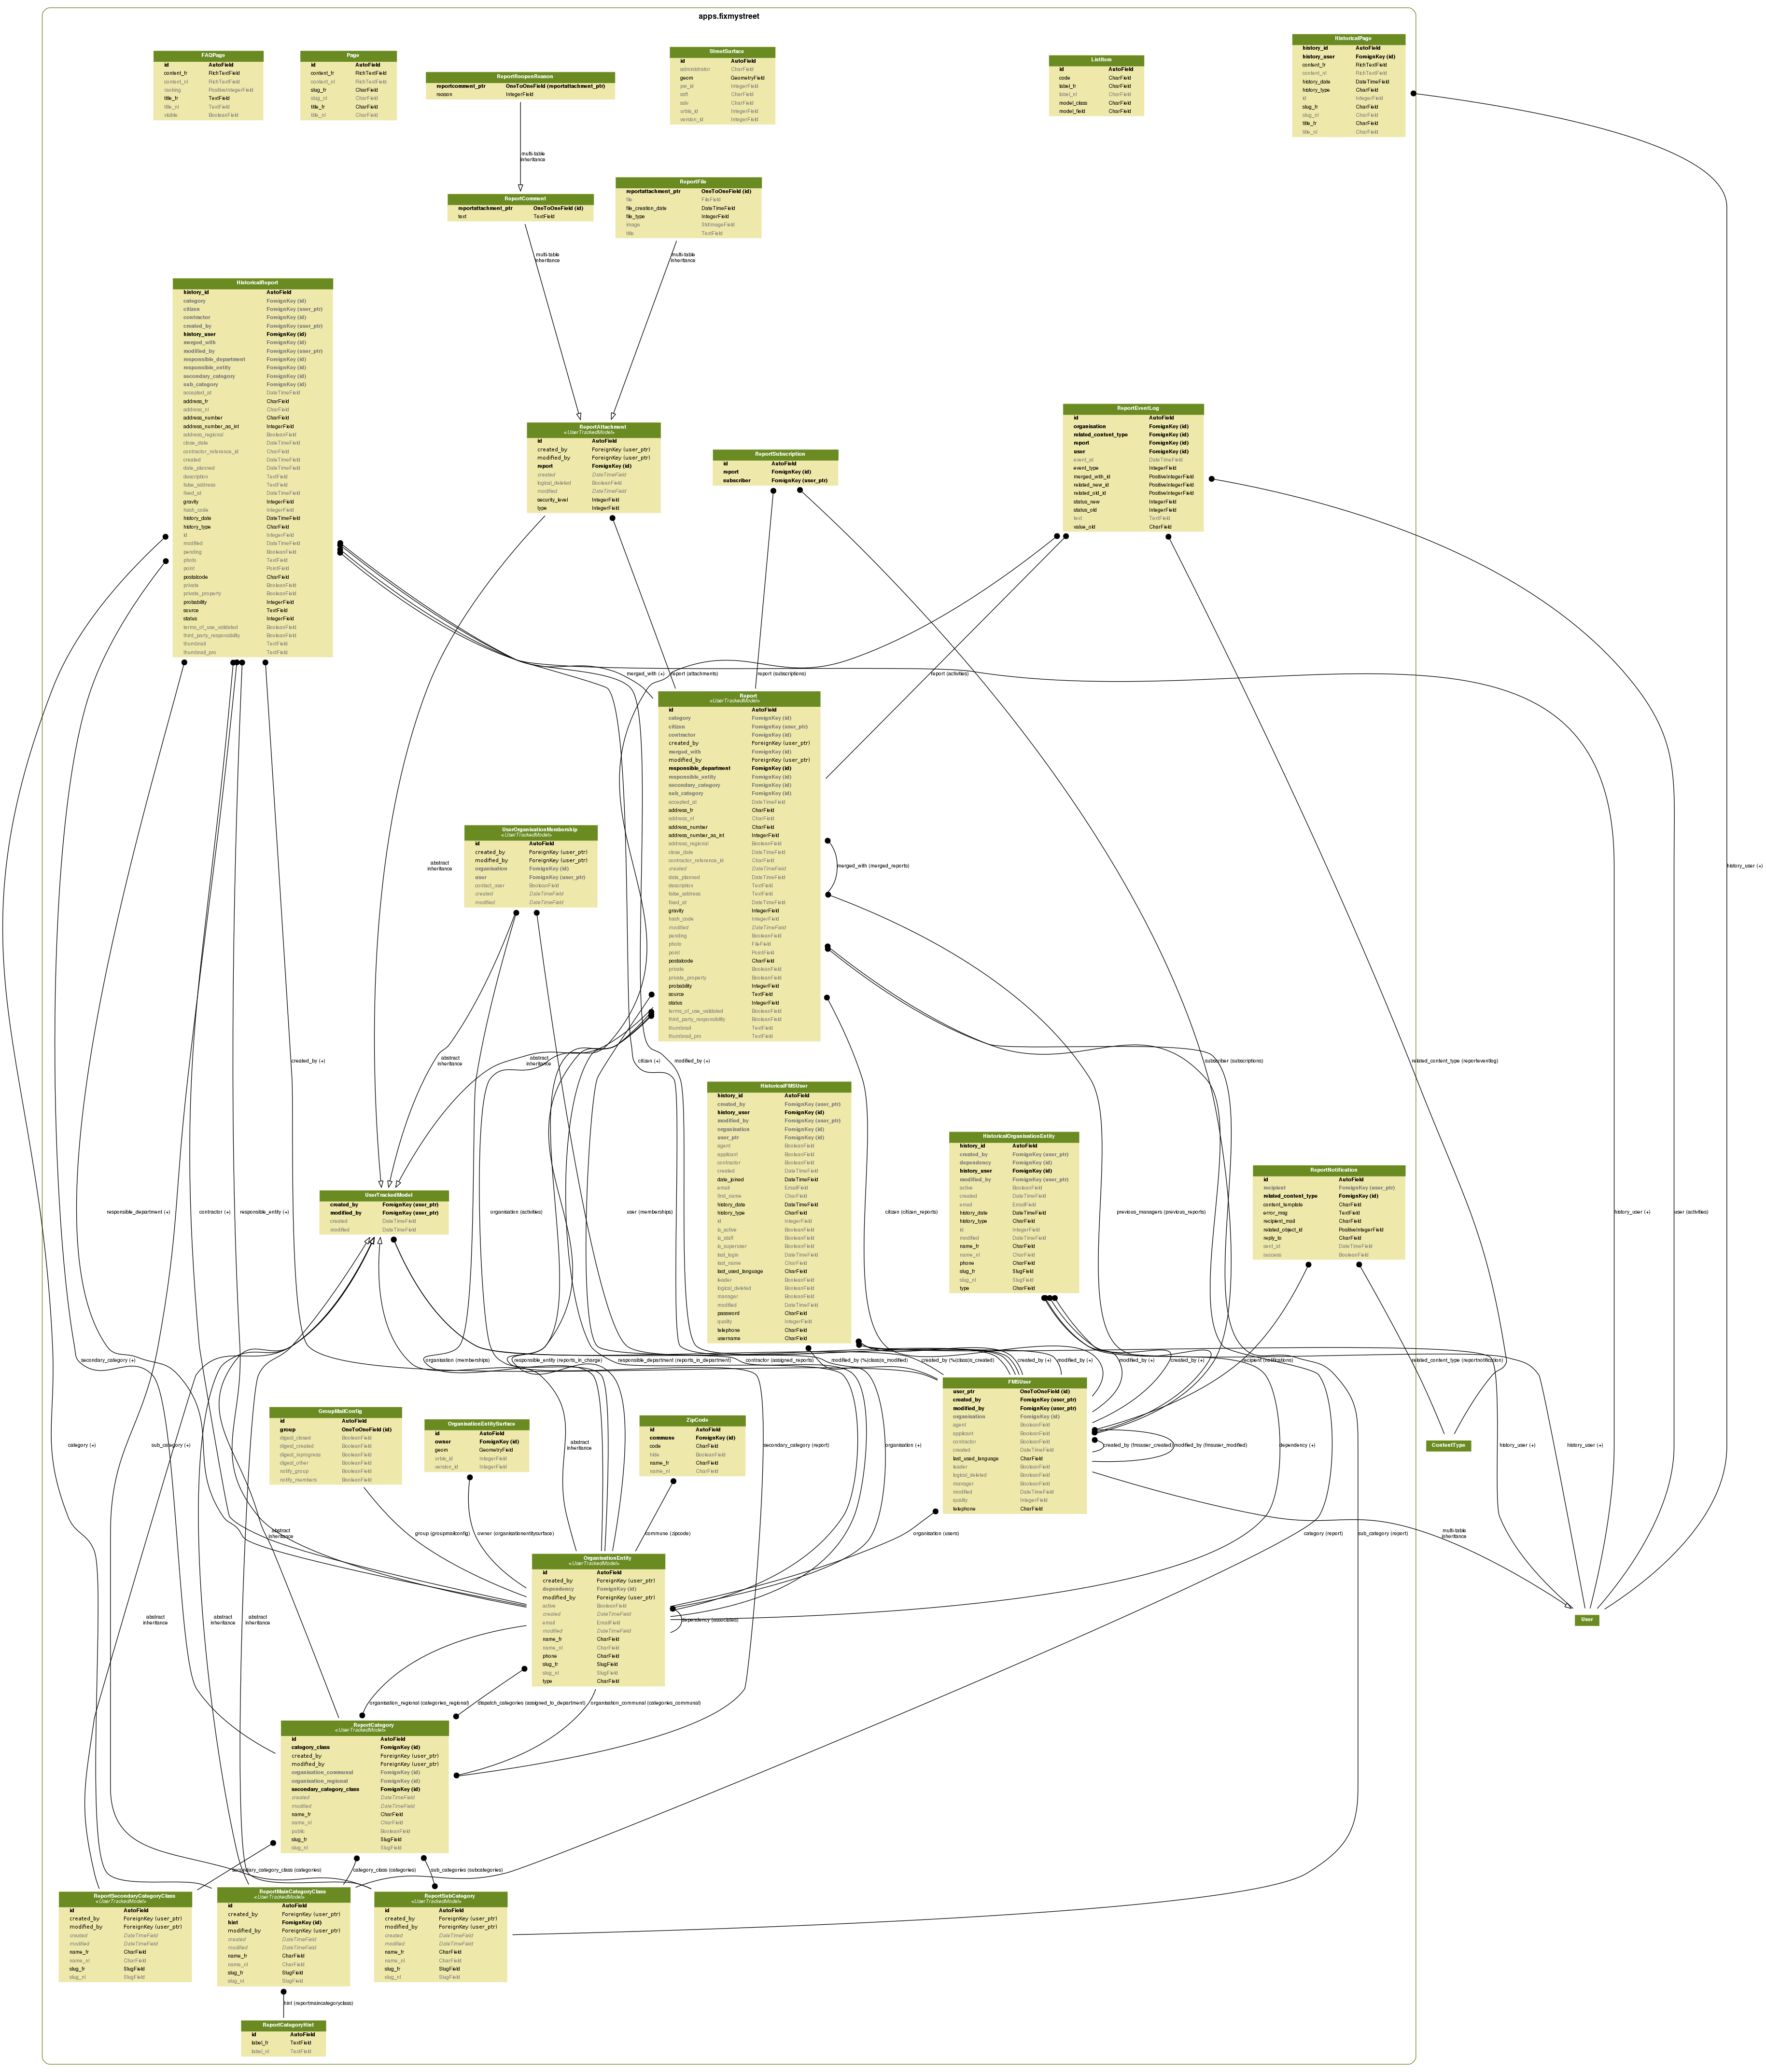 apps.fixmystreet
FAQPage
id AutoField
content_fr RichTextField
content_nl RichTextField
ranking PositiveIntegerField
title_fr TextField
title_nl TextField
visible BooleanField
Page
id AutoField
content_fr RichTextField
content_nl RichTextField
slug_fr CharField
slug_nl CharField
title_fr CharField
title_nl CharField
ReportReopenReason
reportcomment_ptr OneToOneField (reportattachment_ptr)
reason IntegerField
StreetSurface
id AutoField
administrator CharField
geom GeometryField
pw_id IntegerField
ssft CharField
sslv CharField
urbis_id IntegerField
version_id IntegerField
ListItem
id AutoField
code CharField
label_fr CharField
label_nl CharField
model_class CharField
model_field CharField
HistoricalPage
history_id AutoField
history_user ForeignKey (id)
content_fr RichTextField
content_nl RichTextField
history_date DateTimeField
history_type CharField
id IntegerField
slug_fr CharField
slug_nl CharField
title_fr CharField
title_nl CharField
multi-table
inheritance
ReportComment
reportattachment_ptr OneToOneField (id)
text TextField
ReportFile
reportattachment_ptr OneToOneField (id)
file FileField
file_creation_date DateTimeField
file_type IntegerField
image StdImageField
title TextField
multi-table
inheritance
multi-table
inheritance
HistoricalReport
history_id AutoField
category ForeignKey (id)
citizen ForeignKey (user_ptr)
contractor ForeignKey (id)
created_by ForeignKey (user_ptr)
history_user ForeignKey (id)
merged_with ForeignKey (id)
modified_by ForeignKey (user_ptr)
responsible_department ForeignKey (id)
responsible_entity ForeignKey (id)
secondary_category ForeignKey (id)
sub_category ForeignKey (id)
accepted_at DateTimeField
address_fr CharField
address_nl CharField
address_number CharField
address_number_as_int IntegerField
address_regional BooleanField
close_date DateTimeField
contractor_reference_id CharField
created DateTimeField
date_planned DateTimeField
description TextField
false_address TextField
fixed_at DateTimeField
gravity IntegerField
hash_code IntegerField
history_date DateTimeField
history_type CharField
id IntegerField
modified DateTimeField
pending BooleanField
photo TextField
point PointField
postalcode CharField
private BooleanField
private_property BooleanField
probability IntegerField
source TextField
status IntegerField
terms_of_use_validated BooleanField
third_party_responsibility BooleanField
thumbnail TextField
thumbnail_pro TextField
ReportAttachment
«UserTrackedModel»
id AutoField
created_by ForeignKey (user_ptr)
modified_by ForeignKey (user_ptr)
report ForeignKey (id)
created DateTimeField
logical_deleted BooleanField
modified DateTimeField
security_level IntegerField
type IntegerField
ReportSubscription
id AutoField
report ForeignKey (id)
subscriber ForeignKey (user_ptr)
ReportEventLog
id AutoField
organisation ForeignKey (id)
related_content_type ForeignKey (id)
report ForeignKey (id)
user ForeignKey (id)
event_at DateTimeField
event_type IntegerField
merged_with_id PositiveIntegerField
related_new_id PositiveIntegerField
related_old_id PositiveIntegerField
status_new IntegerField
status_old IntegerField
text TextField
value_old CharField
merged_with (+)
report (attachments)
report (subscriptions)
report (activities)
Report
«UserTrackedModel»
id AutoField
category ForeignKey (id)
citizen ForeignKey (user_ptr)
contractor ForeignKey (id)
created_by ForeignKey (user_ptr)
merged_with ForeignKey (id)
modified_by ForeignKey (user_ptr)
responsible_department ForeignKey (id)
responsible_entity ForeignKey (id)
secondary_category ForeignKey (id)
sub_category ForeignKey (id)
accepted_at DateTimeField
address_fr CharField
address_nl CharField
address_number CharField
address_number_as_int IntegerField
address_regional BooleanField
close_date DateTimeField
contractor_reference_id CharField
created DateTimeField
date_planned DateTimeField
description TextField
false_address TextField
fixed_at DateTimeField
gravity IntegerField
hash_code IntegerField
modified DateTimeField
pending BooleanField
photo FileField
point PointField
postalcode CharField
private BooleanField
private_property BooleanField
probability IntegerField
source TextField
status IntegerField
terms_of_use_validated BooleanField
third_party_responsibility BooleanField
thumbnail TextField
thumbnail_pro TextField
merged_with (merged_reports)
history_user (+)
abstract
inheritance
UserOrganisationMembership
«UserTrackedModel»
id AutoField
created_by ForeignKey (user_ptr)
modified_by ForeignKey (user_ptr)
organisation ForeignKey (id)
user ForeignKey (user_ptr)
contact_user BooleanField
created DateTimeField
modified DateTimeField
created_by (+)
abstract
inheritance
abstract
inheritance
citizen (+)
modified_by (+)
subscriber (subscriptions)
related_content_type (reporteventlog)
HistoricalFMSUser
history_id AutoField
created_by ForeignKey (user_ptr)
history_user ForeignKey (id)
modified_by ForeignKey (user_ptr)
organisation ForeignKey (id)
user_ptr ForeignKey (id)
agent BooleanField
applicant BooleanField
contractor BooleanField
created DateTimeField
date_joined DateTimeField
email EmailField
first_name CharField
history_date DateTimeField
history_type CharField
id IntegerField
is_active BooleanField
is_staff BooleanField
is_superuser BooleanField
last_login DateTimeField
last_name CharField
last_used_language CharField
leader BooleanField
logical_deleted BooleanField
manager BooleanField
modified DateTimeField
password CharField
quality IntegerField
telephone CharField
username CharField
HistoricalOrganisationEntity
history_id AutoField
created_by ForeignKey (user_ptr)
dependency ForeignKey (id)
history_user ForeignKey (id)
modified_by ForeignKey (user_ptr)
active BooleanField
created DateTimeField
email EmailField
history_date DateTimeField
history_type CharField
id IntegerField
modified DateTimeField
name_fr CharField
name_nl CharField
phone CharField
slug_fr SlugField
slug_nl SlugField
type CharField
ReportNotification
id AutoField
recipient ForeignKey (user_ptr)
related_content_type ForeignKey (id)
content_template CharField
error_msg TextField
recipient_mail CharField
related_object_id PositiveIntegerField
reply_to CharField
sent_at DateTimeField
success BooleanField
UserTrackedModel
created_by ForeignKey (user_ptr)
modified_by ForeignKey (user_ptr)
created DateTimeField
modified DateTimeField
responsible_department (+)
contractor (+)
responsible_entity (+)
organisation (activities)
user (memberships)
citizen (citizen_reports)
previous_managers (previous_reports)
history_user (+)
user (activities)
secondary_category (+)
organisation (memberships)
responsible_entity (reports_in_charge)
responsible_department (reports_in_department)
contractor (assigned_reports)
modified_by (%(class)s_modified)
created_by (%(class)s_created)
created_by (+)
modified_by (+)
modified_by (+)
created_by (+)
recipient (notifications)
related_content_type (reportnotification)
FMSUser
user_ptr OneToOneField (id)
created_by ForeignKey (user_ptr)
modified_by ForeignKey (user_ptr)
organisation ForeignKey (id)
agent BooleanField
applicant BooleanField
contractor BooleanField
created DateTimeField
last_used_language CharField
leader BooleanField
logical_deleted BooleanField
manager BooleanField
modified DateTimeField
quality IntegerField
telephone CharField
GroupMailConfig
id AutoField
group OneToOneField (id)
digest_closed BooleanField
digest_created BooleanField
digest_inprogress BooleanField
digest_other BooleanField
notify_group BooleanField
notify_members BooleanField
OrganisationEntitySurface
id AutoField
owner ForeignKey (id)
geom GeometryField
urbis_id IntegerField
version_id IntegerField
ZipCode
id AutoField
commune ForeignKey (id)
code CharField
hide BooleanField
name_fr CharField
name_nl CharField
category (+)
sub_category (+)
abstract
inheritance
secondary_category (report)
organisation (+)
created_by (fmsuser_created)
modified_by (fmsuser_modified)
dependency (+)
ContentType
history_user (+)
history_user (+)
abstract
inheritance
group (groupmailconfig)
owner (organisationentitysurface)
commune (zipcode)
organisation (users)
category (report)
sub_category (report)
multi-table
inheritance
OrganisationEntity
«UserTrackedModel»
id AutoField
created_by ForeignKey (user_ptr)
dependency ForeignKey (id)
modified_by ForeignKey (user_ptr)
active BooleanField
created DateTimeField
email EmailField
modified DateTimeField
name_fr CharField
name_nl CharField
phone CharField
slug_fr SlugField
slug_nl SlugField
type CharField
dependency (associates)
User
abstract
inheritance
abstract
inheritance
abstract
inheritance
organisation_regional (categories_regional)
dispatch_categories (assigned_to_department)
organisation_communal (categories_communal)
ReportCategory
«UserTrackedModel»
id AutoField
category_class ForeignKey (id)
created_by ForeignKey (user_ptr)
modified_by ForeignKey (user_ptr)
organisation_communal ForeignKey (id)
organisation_regional ForeignKey (id)
secondary_category_class ForeignKey (id)
created DateTimeField
modified DateTimeField
name_fr CharField
name_nl CharField
public BooleanField
slug_fr SlugField
slug_nl SlugField
secondary_category_class (categories)
category_class (categories)
sub_categories (subcategories)
ReportSecondaryCategoryClass
«UserTrackedModel»
id AutoField
created_by ForeignKey (user_ptr)
modified_by ForeignKey (user_ptr)
created DateTimeField
modified DateTimeField
name_fr CharField
name_nl CharField
slug_fr SlugField
slug_nl SlugField
ReportMainCategoryClass
«UserTrackedModel»
id AutoField
created_by ForeignKey (user_ptr)
hint ForeignKey (id)
modified_by ForeignKey (user_ptr)
created DateTimeField
modified DateTimeField
name_fr CharField
name_nl CharField
slug_fr SlugField
slug_nl SlugField
ReportSubCategory
«UserTrackedModel»
id AutoField
created_by ForeignKey (user_ptr)
modified_by ForeignKey (user_ptr)
created DateTimeField
modified DateTimeField
name_fr CharField
name_nl CharField
slug_fr SlugField
slug_nl SlugField
hint (reportmaincategoryclass)
ReportCategoryHint
id AutoField
label_fr TextField
label_nl TextField